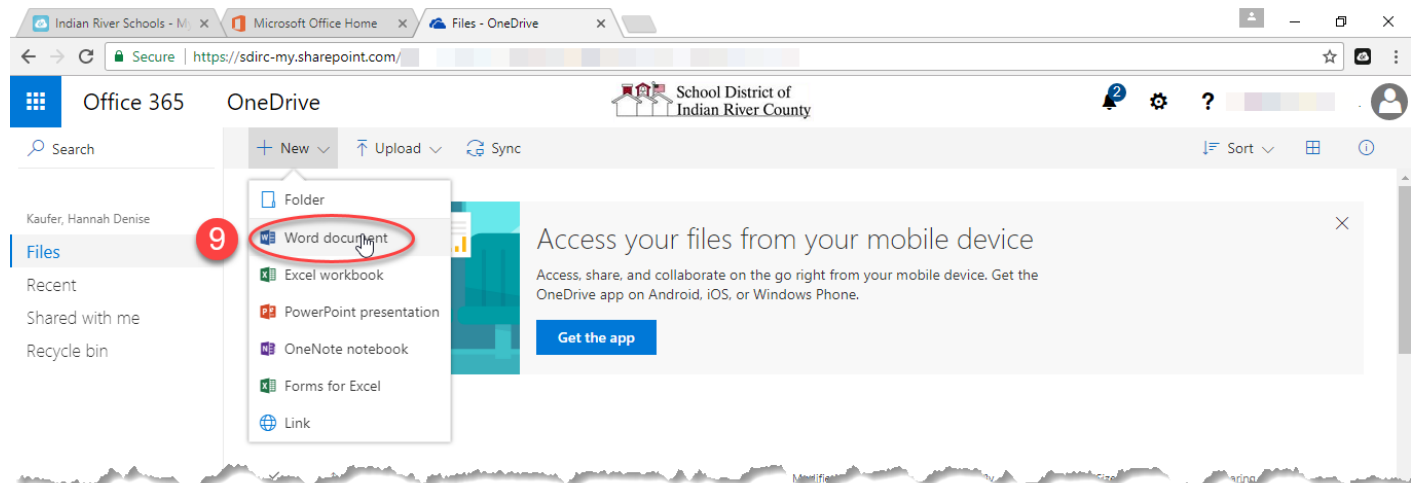 Indian River Schools - M
Microsoft Office Home
Files - OneDrive
Secure | https://sdirc-my.sharepoint.com/
Office 365
OneDrive
School District of
Indian River County
2
?
Search
+ New
Upload
Sync
Sort
Kaufer, Hannah Denise
Files
Recent
Shared with me
Recycle bin
Folder
9
Word document
Excel workbook
PowerPoint presentation
OneNote notebook
Forms for Excel
Link
Access your files from your mobile device
Access, share, and collaborate on the go right from your mobile device. Get the
OneDrive app on Android, iOS, or Windows Phone.
Get the app